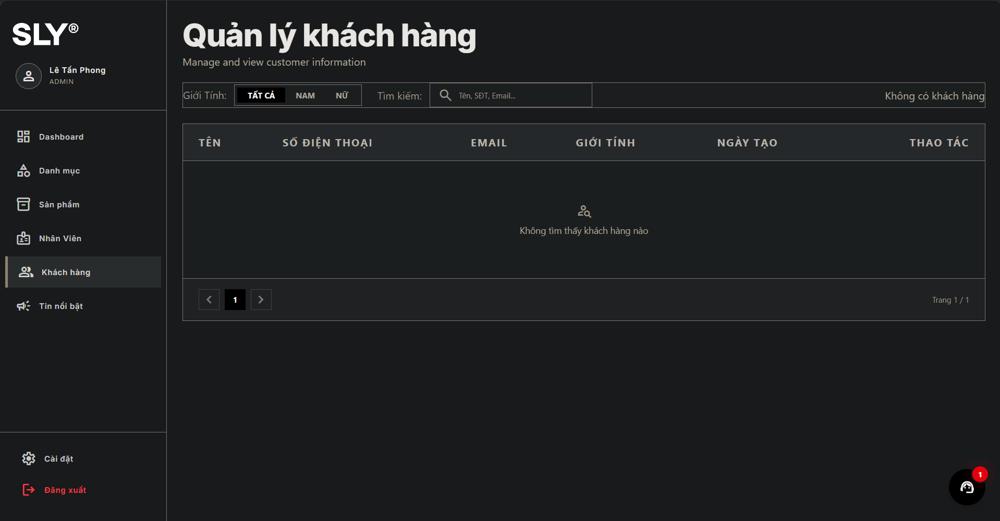 SLY®
Lê Tấn Phong
ADMIN
Dashboard
Danh mục
Sản phẩm
Nhân Viên
Khách hàng
Tin nổi bật
Cài đặt
Đăng xuất
Quản lý khách hàng
Manage and view customer information
Giới Tính: TẤT CẢ NAM NỮ Tìm kiếm: Tên, SĐT, Email... Không có khách hàng
TÊN SỐ ĐIỆN THOẠI EMAIL GIỚI TÍNH NGÀY TẠO THAO TÁC
Không tìm thấy khách hàng nào
1 Trang 1 / 1
1